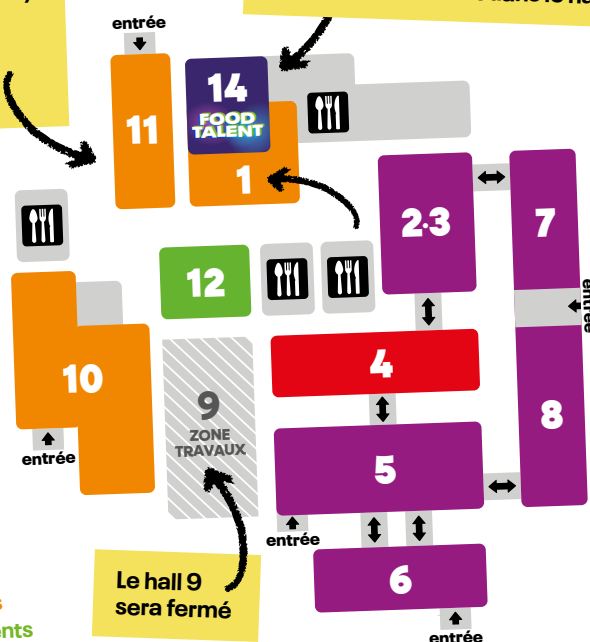 entrée
14
FOOD
TALENT
11
1
2·3
7
12
entrée
4
10
9
ZONE
TRAVAUX
8
entrée
5
entrée
Le hall 9
sera fermé
6
entrée